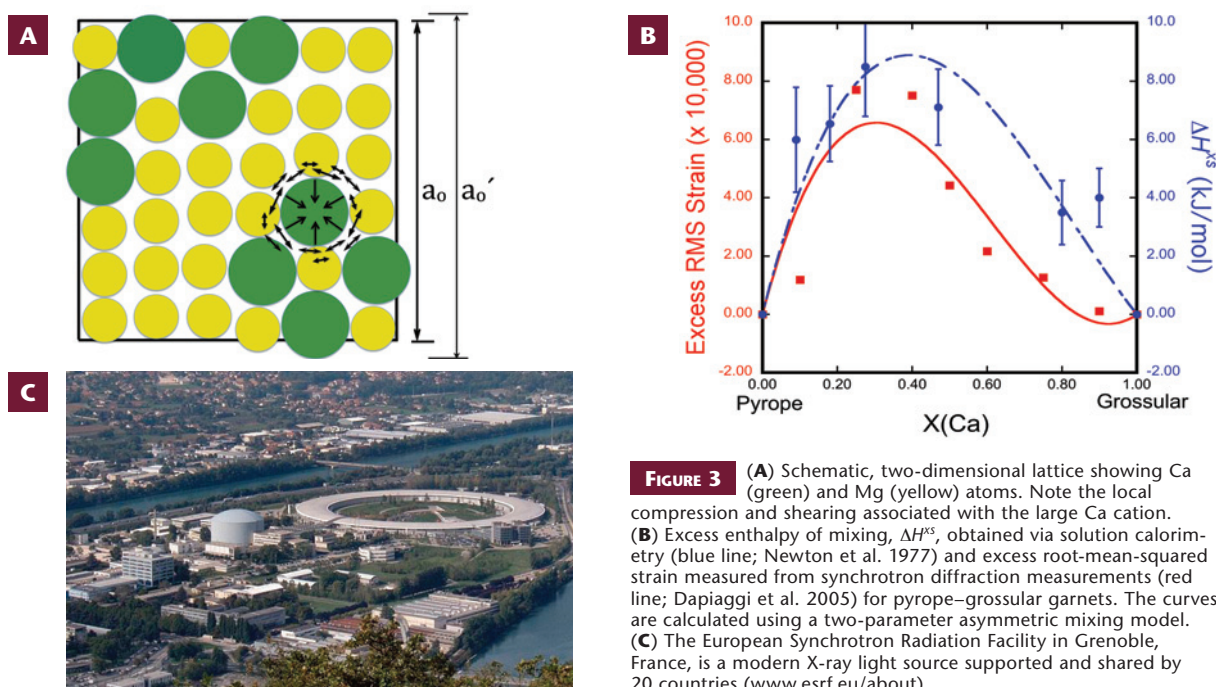 A
a₀
a₀′
B
10.0
8.00
6.00
4.00
2.00
0.00
-2.00
Excess RMS Strain (x 10,000)
10.0
8.00
6.00
4.00
2.00
0.00
-2.00
ΔHˣˢ (kJ/mol)
0.00 0.20 0.40 0.60 0.80 1.00
Pyrope Grossular
X(Ca)
C
FIGURE 3 (A) Schematic, two-dimensional lattice showing Ca
(green) and Mg (yellow) atoms. Note the local
compression and shearing associated with the large Ca cation.
(B) Excess enthalpy of mixing, ΔHˣˢ, obtained via solution calorim-
etry (blue line; Newton et al. 1977) and excess root-mean-squared
strain measured from synchrotron diffraction measurements (red
line; Dapiaggi et al. 2005) for pyrope–grossular garnets. The curves
are calculated using a two-parameter asymmetric mixing model.
(C) The European Synchrotron Radiation Facility in Grenoble,
France, is a modern X-ray light source supported and shared by
20 countries (www.esrf.eu/about).